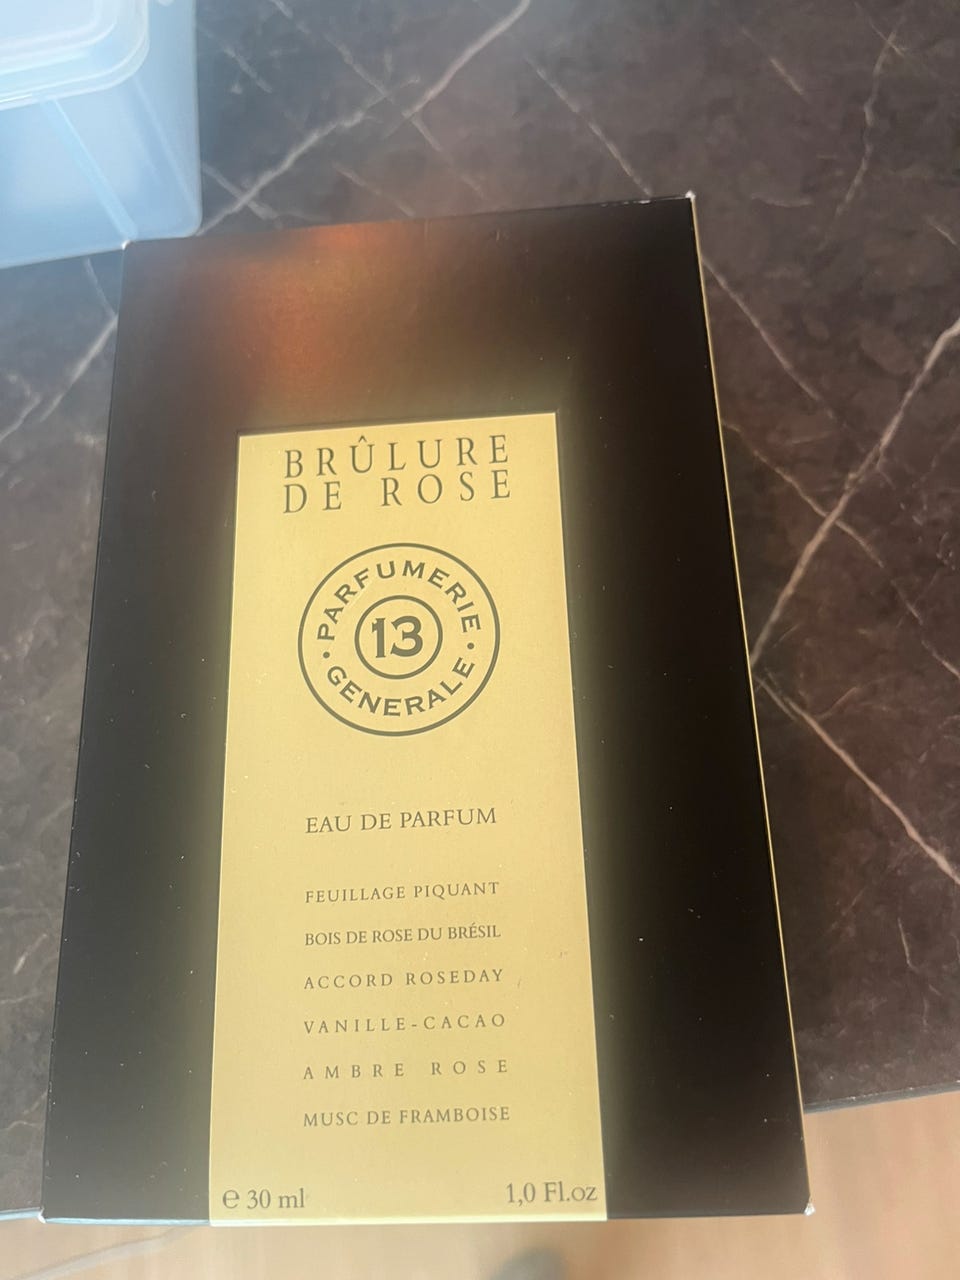 BRÛLURE
DE ROSE
PARFUMERIE
13
GENERALE
EAU DE PARFUM
FEUILLAGE PIQUANT
BOIS DE ROSE DU BRÉSIL
ACCORD ROSEDAY
VANILLE-CACAO
AMBRE ROSE
MUSC DE FRAMBOISE
℮ 30 ml 1,0 Fl.oz